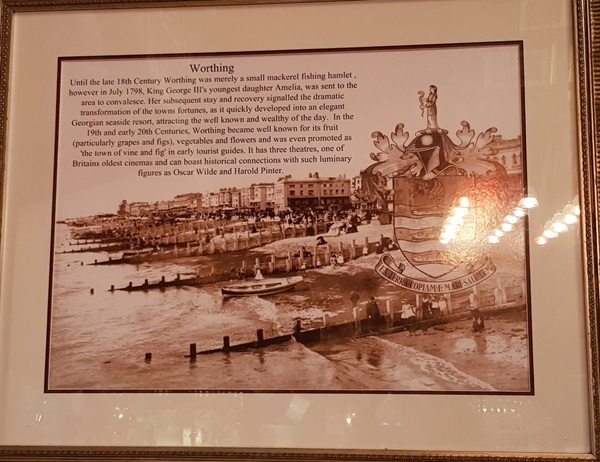 Worthing
Until the late 18th Century Worthing was merely a small mackerel fishing hamlet ,
however in July 1798, King George III's youngest daughter Amelia, was sent to the
area to convalesce. Her subsequent stay and recovery signalled the dramatic
transformation of the towns fortunes, as it quickly developed into an elegant
Georgian seaside resort, attracting the well known and wealthy of the day. In the
19th and early 20th Centuries, Worthing became well known for its fruit
(particularly grapes and figs), vegetables and flowers and was even promoted as
'the town of vine and fig' in early tourist guides. It has three theatres, one of
Britains oldest cinemas and can boast historical connections with such luminary
figures as Oscar Wilde and Harold Pinter.
EX TERRA COPIAM E MARI SALUTEM